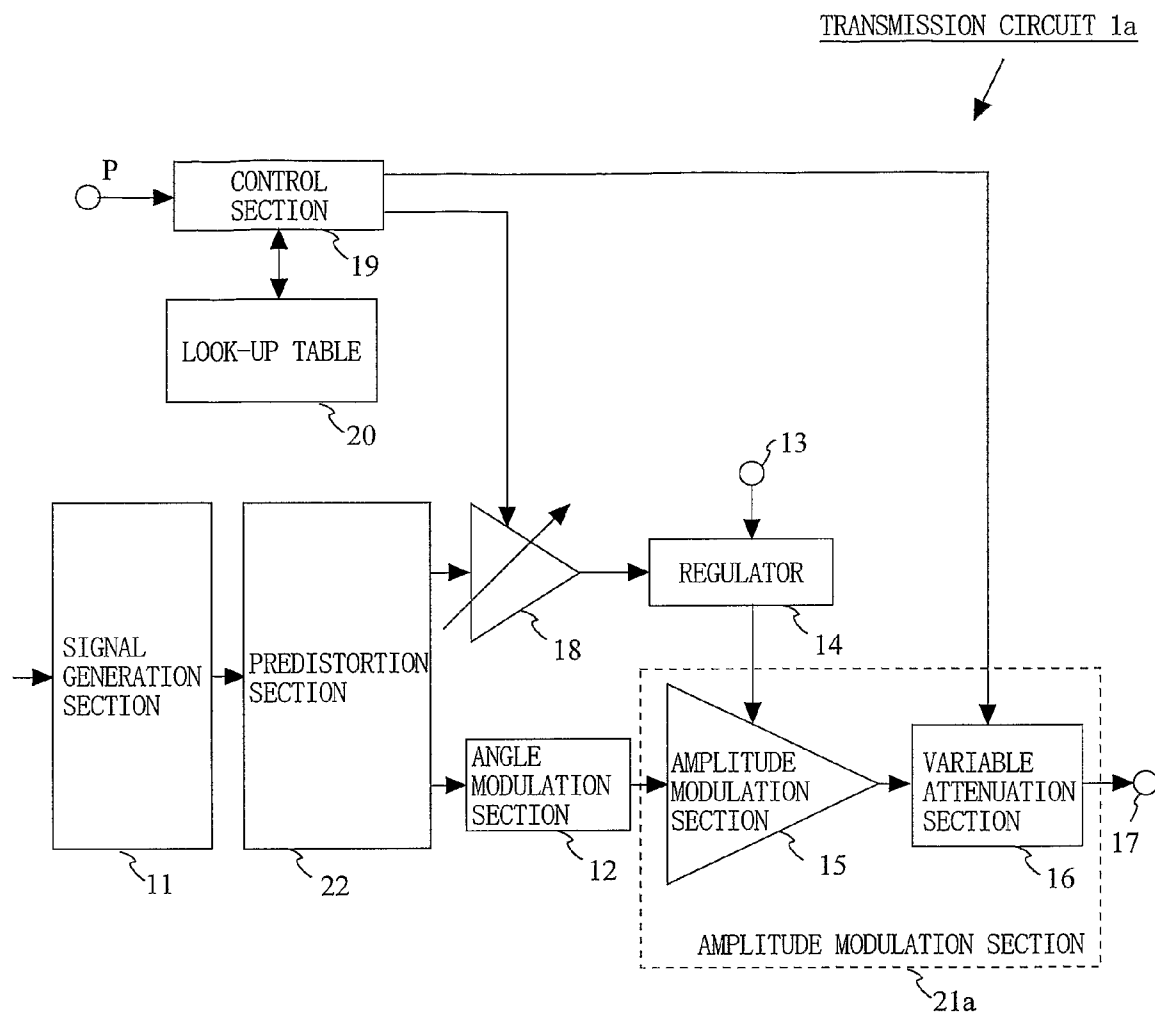 TRANSMISSION CIRCUIT 1a
P
CONTROL
SECTION
19
LOOK-UP TABLE
20
13
REGULATOR
14
18
SIGNAL
GENERATION
SECTION
11
PREDISTORTION
SECTION
22
ANGLE
MODULATION
SECTION
12
AMPLITUDE
MODULATION
SECTION
15
VARIABLE
ATTENUATION
SECTION
16
17
AMPLITUDE MODULATION SECTION
21a